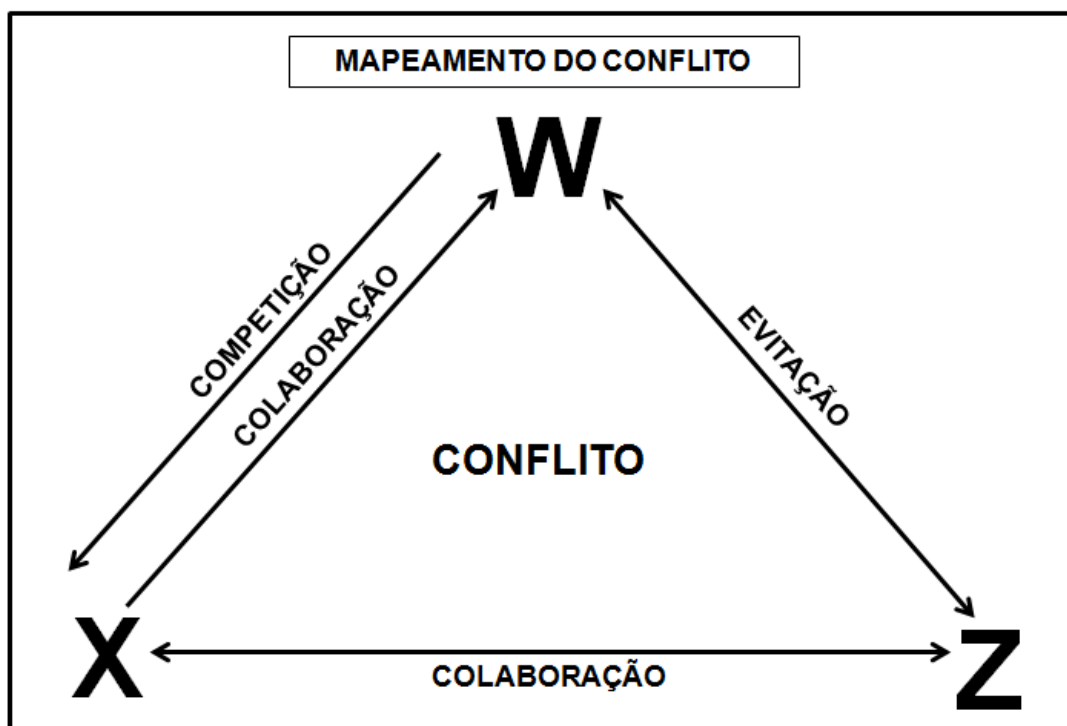 MAPEAMENTO DO CONFLITO
W
COMPETIÇÃO
COLABORAÇÃO
EVITAÇÃO
CONFLITO
X
Z
COLABORAÇÃO